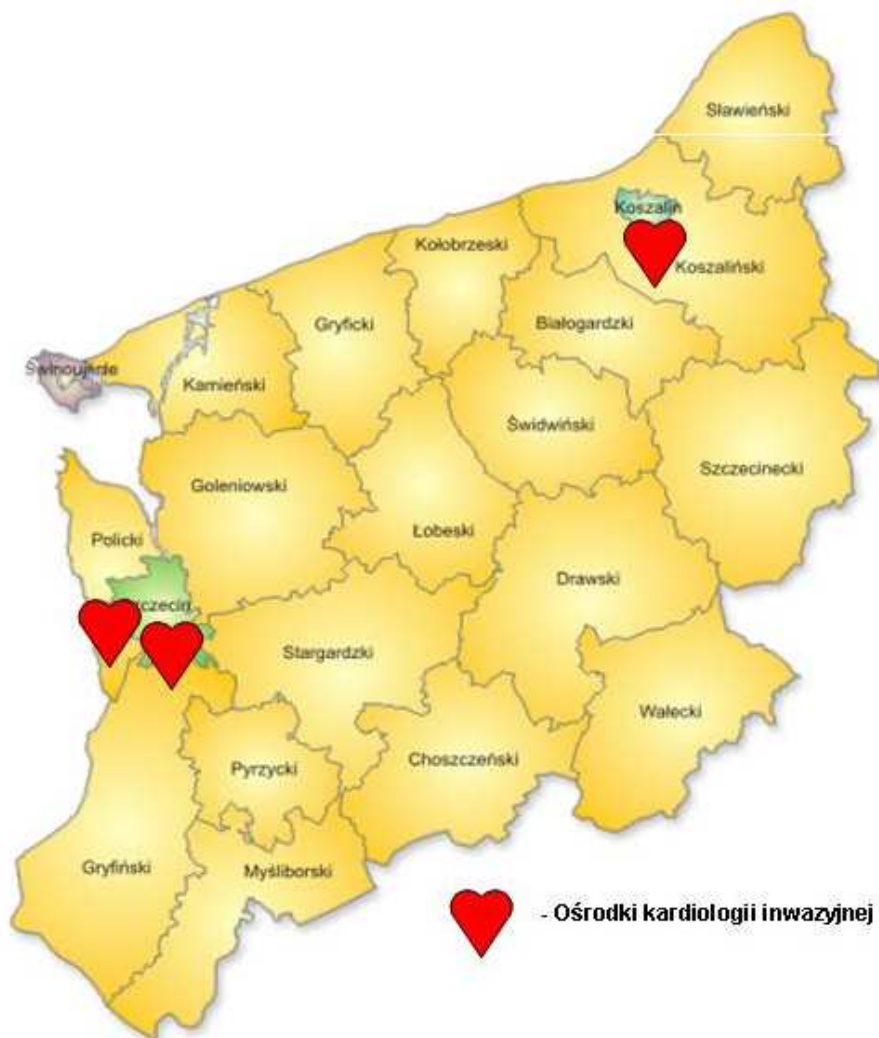 Sławieński
Koszalin
Kołobrzeski
Koszaliński
Gryficki
Białogardzki
Kamieński
Świdwiński
Szczecinecki
Goleniowski
Łobeski
Policki
Drawski
Stargardzki
Wałecki
Choszczeński
Pyrzycki
Gryfiński
Myśliborski
- Ośrodki kardiologii inwazyjnej